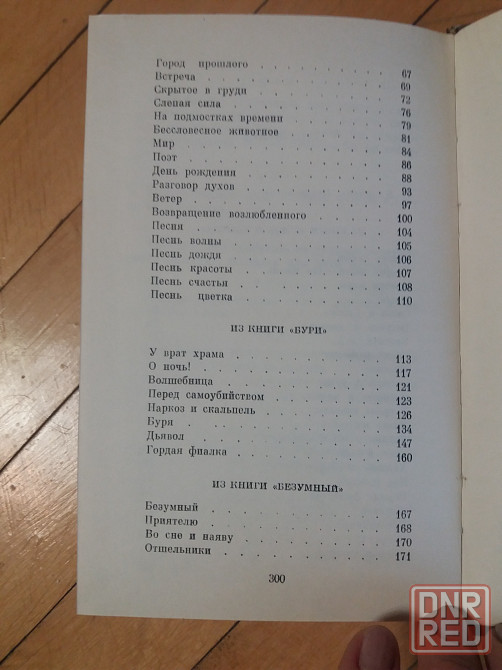 Город прошлого . . . . . . . . . 67
Встреча . . . . . . . . . . . 69
Скрытое в груди . . . . . . . . . 72
Слепая сила . . . . . . . . . . 76
На подмостках времени . . . . . . . 79
Бессловесное животное . . . . . . . 81
Мир . . . . . . . . . . . . 84
Поэт . . . . . . . . . . . . 86
День рождения . . . . . . . . . 88
Разговор духов . . . . . . . . . 93
Ветер . . . . . . . . . . . . 97
Возвращение возлюбленного . . . . . . 100
Песня . . . . . . . . . . . . 104
Песнь волны . . . . . . . . . . 105
Песнь дождя . . . . . . . . . . 106
Песнь красоты . . . . . . . . . 107
Песнь счастья . . . . . . . . . 108
Песнь цветка . . . . . . . . . . 110
ИЗ КНИГИ «БУРИ»
У врат храма . . . . . . . . . . 113
О ночь! . . . . . . . . . . . 117
Волшебница . . . . . . . . . . 121
Перед самоубийством . . . . . . . . 123
Наркоз и скальпель . . . . . . . . 126
Буря . . . . . . . . . . . . 134
Дьявол . . . . . . . . . . . 147
Гордая фиалка . . . . . . . . . 160
ИЗ КНИГИ «БЕЗУМНЫЙ»
Безумный . . . . . . . . . . . 167
Приятелю . . . . . . . . . . . 168
Во сне и наяву . . . . . . . . . 170
Отшельники . . . . . . . . . . 171
300
DNR
RED